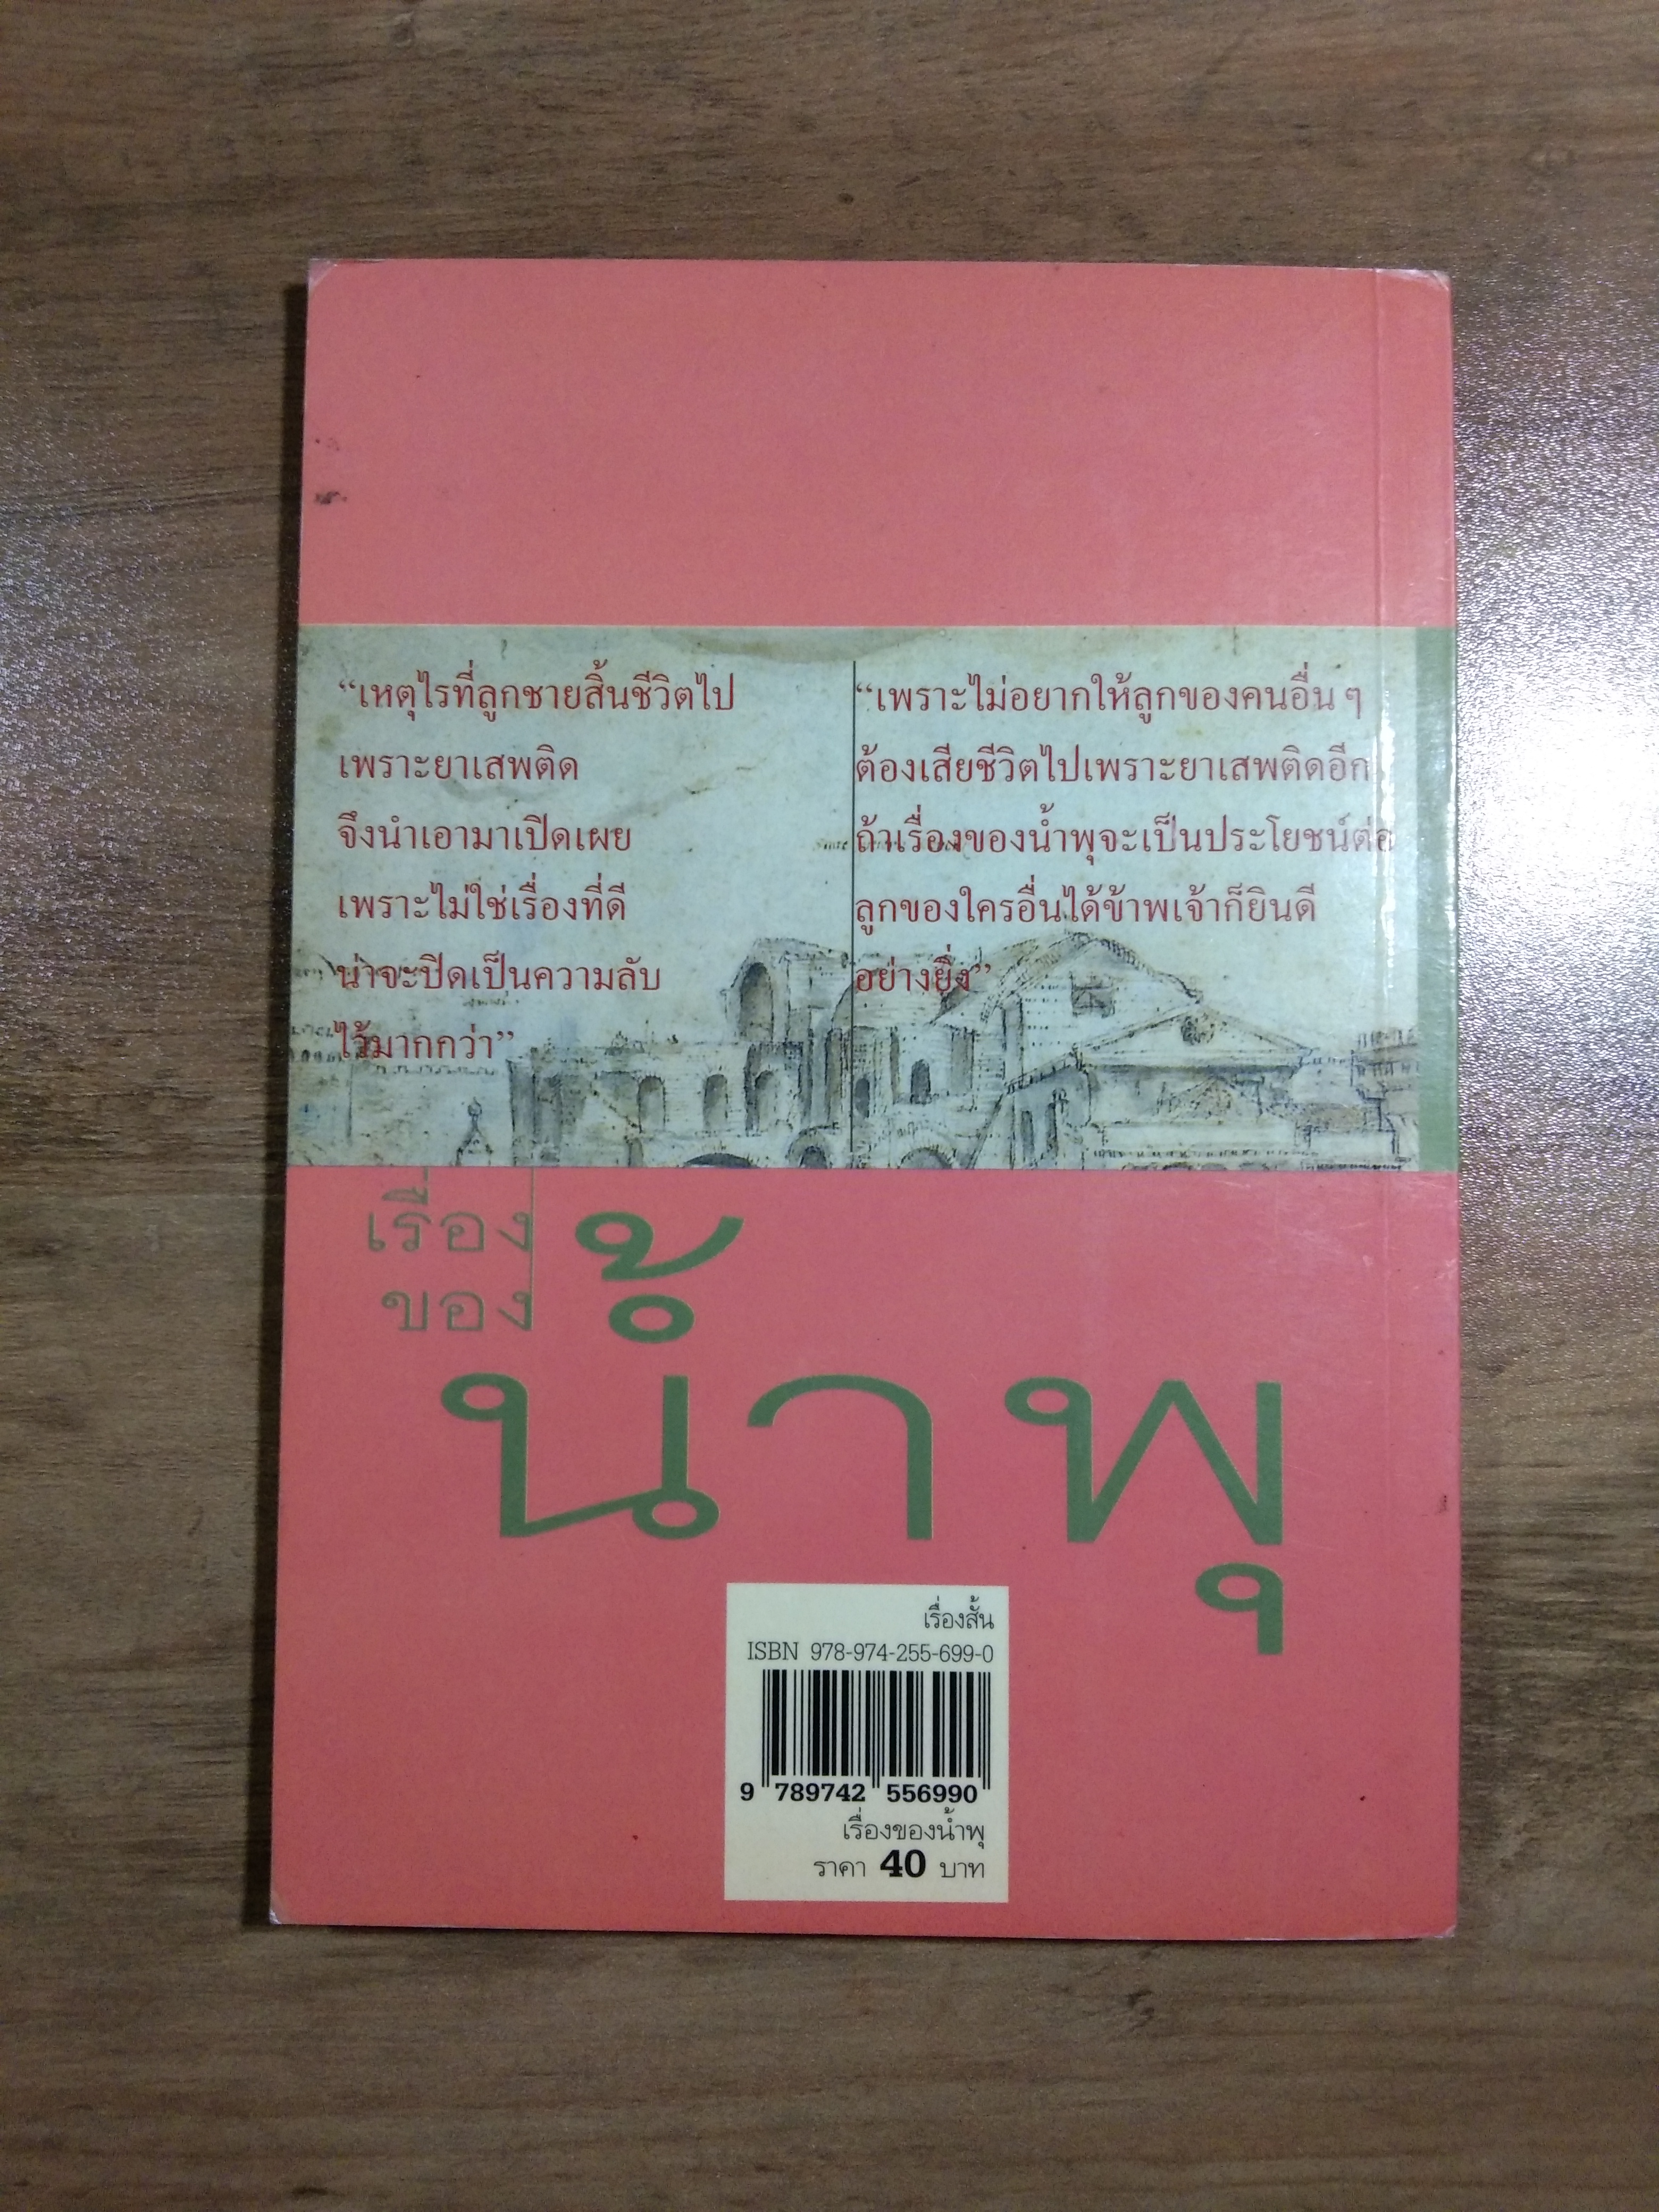 “เหตุไรที่ลูกชายสิ้นชีวิตไป
เพราะยาเสพติด
จึงนำเอามาเปิดเผย
เพราะไม่ใช่เรื่องที่ดี
น่าจะปิดเป็นความลับ
ไว้มากกว่า”
“เพราะไม่อยากให้ลูกของคนอื่น ๆ
ต้องเสียชีวิตไปเพราะยาเสพติดอีก
ถ้าเรื่องของน้ำพุจะเป็นประโยชน์ต่อ
ลูกของใครอื่นได้ข้าพเจ้าก็ยินดี
อย่างยิ่ง”
เรื่อง
ของ
น้ำพุ
เรื่องสั้น
ISBN 978-974-255-699-0
9 789742 556990
เรื่องของน้ำพุ
ราคา 40 บาท